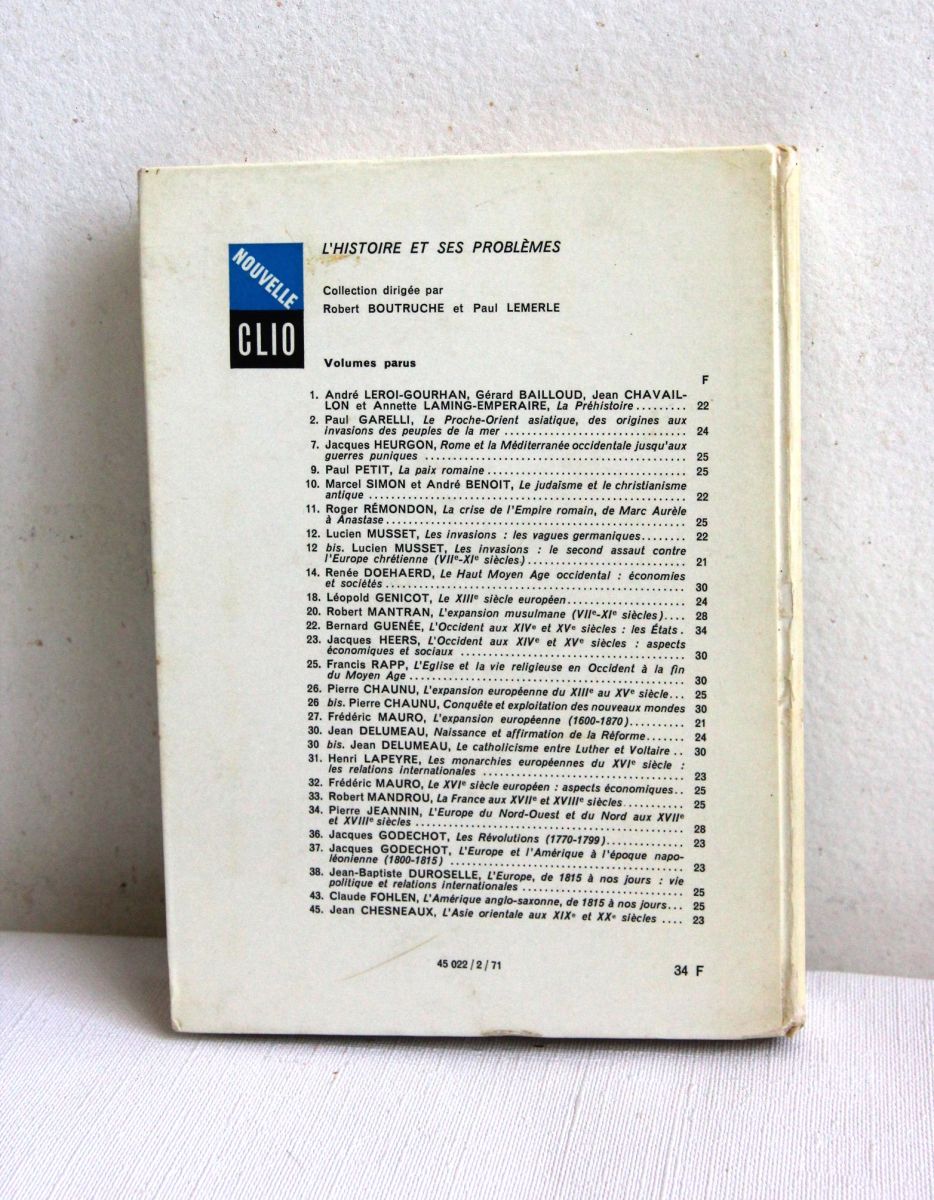 NOUVELLE
CLIO
L'HISTOIRE ET SES PROBLÈMES
Collection dirigée par
Robert BOUTRUCHE et Paul LEMERLE
Volumes parus
F
1. André LEROI-GOURHAN, Gérard BAILLOUD, Jean CHAVAIL-
LON et Annette LAMING-EMPERAIRE, La Préhistoire ......... 22
2. Paul GARELLI, Le Proche-Orient asiatique, des origines aux
invasions des peuples de la mer .................................. 24
7. Jacques HEURGON, Rome et la Méditerranée occidentale jusqu'aux
guerres puniques ................................................ 25
9. Paul PETIT, La paix romaine ...................................... 25
10. Marcel SIMON et André BENOIT, Le judaïsme et le christianisme
antique ........................................................... 22
11. Roger RÉMONDON, La crise de l'Empire romain, de Marc Aurèle
à Anastase ........................................................ 25
12. Lucien MUSSET, Les invasions : les vagues germaniques ........ 22
12 bis. Lucien MUSSET, Les invasions : le second assaut contre
l'Europe chrétienne (VIIe-XIe siècles) .............................. 21
14. Renée DOEHAERD, Le Haut Moyen Age occidental : économies
et sociétés ........................................................ 30
18. Léopold GENICOT, Le XIIIe siècle européen ...................... 24
20. Robert MANTRAN, L'expansion musulmane (VIIe-XIe siècles) .... 28
22. Bernard GUENÉE, L'Occident aux XIVe et XVe siècles : les États . 34
23. Jacques HEERS, L'Occident aux XIVe et XVe siècles : aspects
économiques et sociaux .......................................... 30
25. Francis RAPP, L'Eglise et la vie religieuse en Occident à la fin
du Moyen Age .................................................... 30
26. Pierre CHAUNU, L'expansion européenne du XIIIe au XVe siècle ... 25
26 bis. Pierre CHAUNU, Conquête et exploitation des nouveaux mondes 30
27. Frédéric MAURO, L'expansion européenne (1600-1870) .......... 21
30. Jean DELUMEAU, Naissance et affirmation de la Réforme ....... 24
30 bis. Jean DELUMEAU, Le catholicisme entre Luther et Voltaire .. 30
31. Henri LAPEYRE, Les monarchies européennes du XVIe siècle :
les relations internationales ...................................... 23
32. Frédéric MAURO, Le XVIe siècle européen : aspects économiques .. 25
33. Robert MANDROU, La France aux XVIIe et XVIIIe siècles ........... 25
34. Pierre JEANNIN, L'Europe du Nord-Ouest et du Nord aux XVIIe
et XVIIIe siècles .................................................. 28
36. Jacques GODECHOT, Les Révolutions (1770-1799) .............. 23
37. Jacques GODECHOT, L'Europe et l'Amérique à l'époque napo-
léonienne (1800-1815) ............................................ 23
38. Jean-Baptiste DUROSELLE, L'Europe, de 1815 à nos jours : vie
politique et relations internationales .............................. 25
43. Claude FOHLEN, L'Amérique anglo-saxonne, de 1815 à nos jours ... 25
45. Jean CHESNEAUX, L'Asie orientale aux XIXe et XXe siècles .... 23
45 022 / 2 / 71
34 F